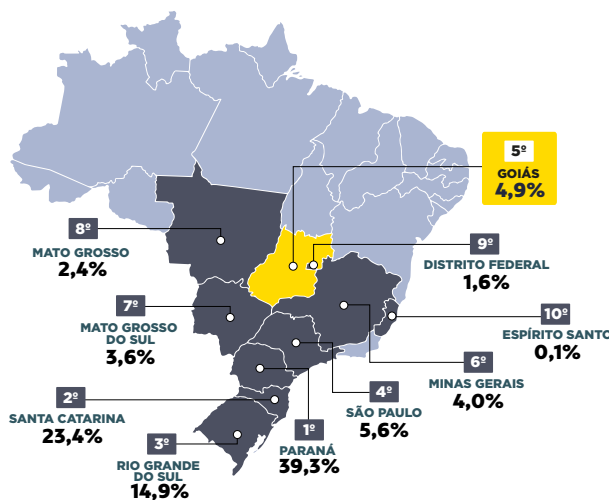 5º
GOIÁS
4,9%
8º
MATO GROSSO
2,4%
9º
DISTRITO FEDERAL
1,6%
7º
MATO GROSSO
DO SUL
3,6%
10º
ESPÍRITO SANTO
0,1%
6º
MINAS GERAIS
4,0%
4º
SÃO PAULO
5,6%
2º
SANTA CATARINA
23,4%
1º
PARANÁ
39,3%
3º
RIO GRANDE
DO SUL
14,9%